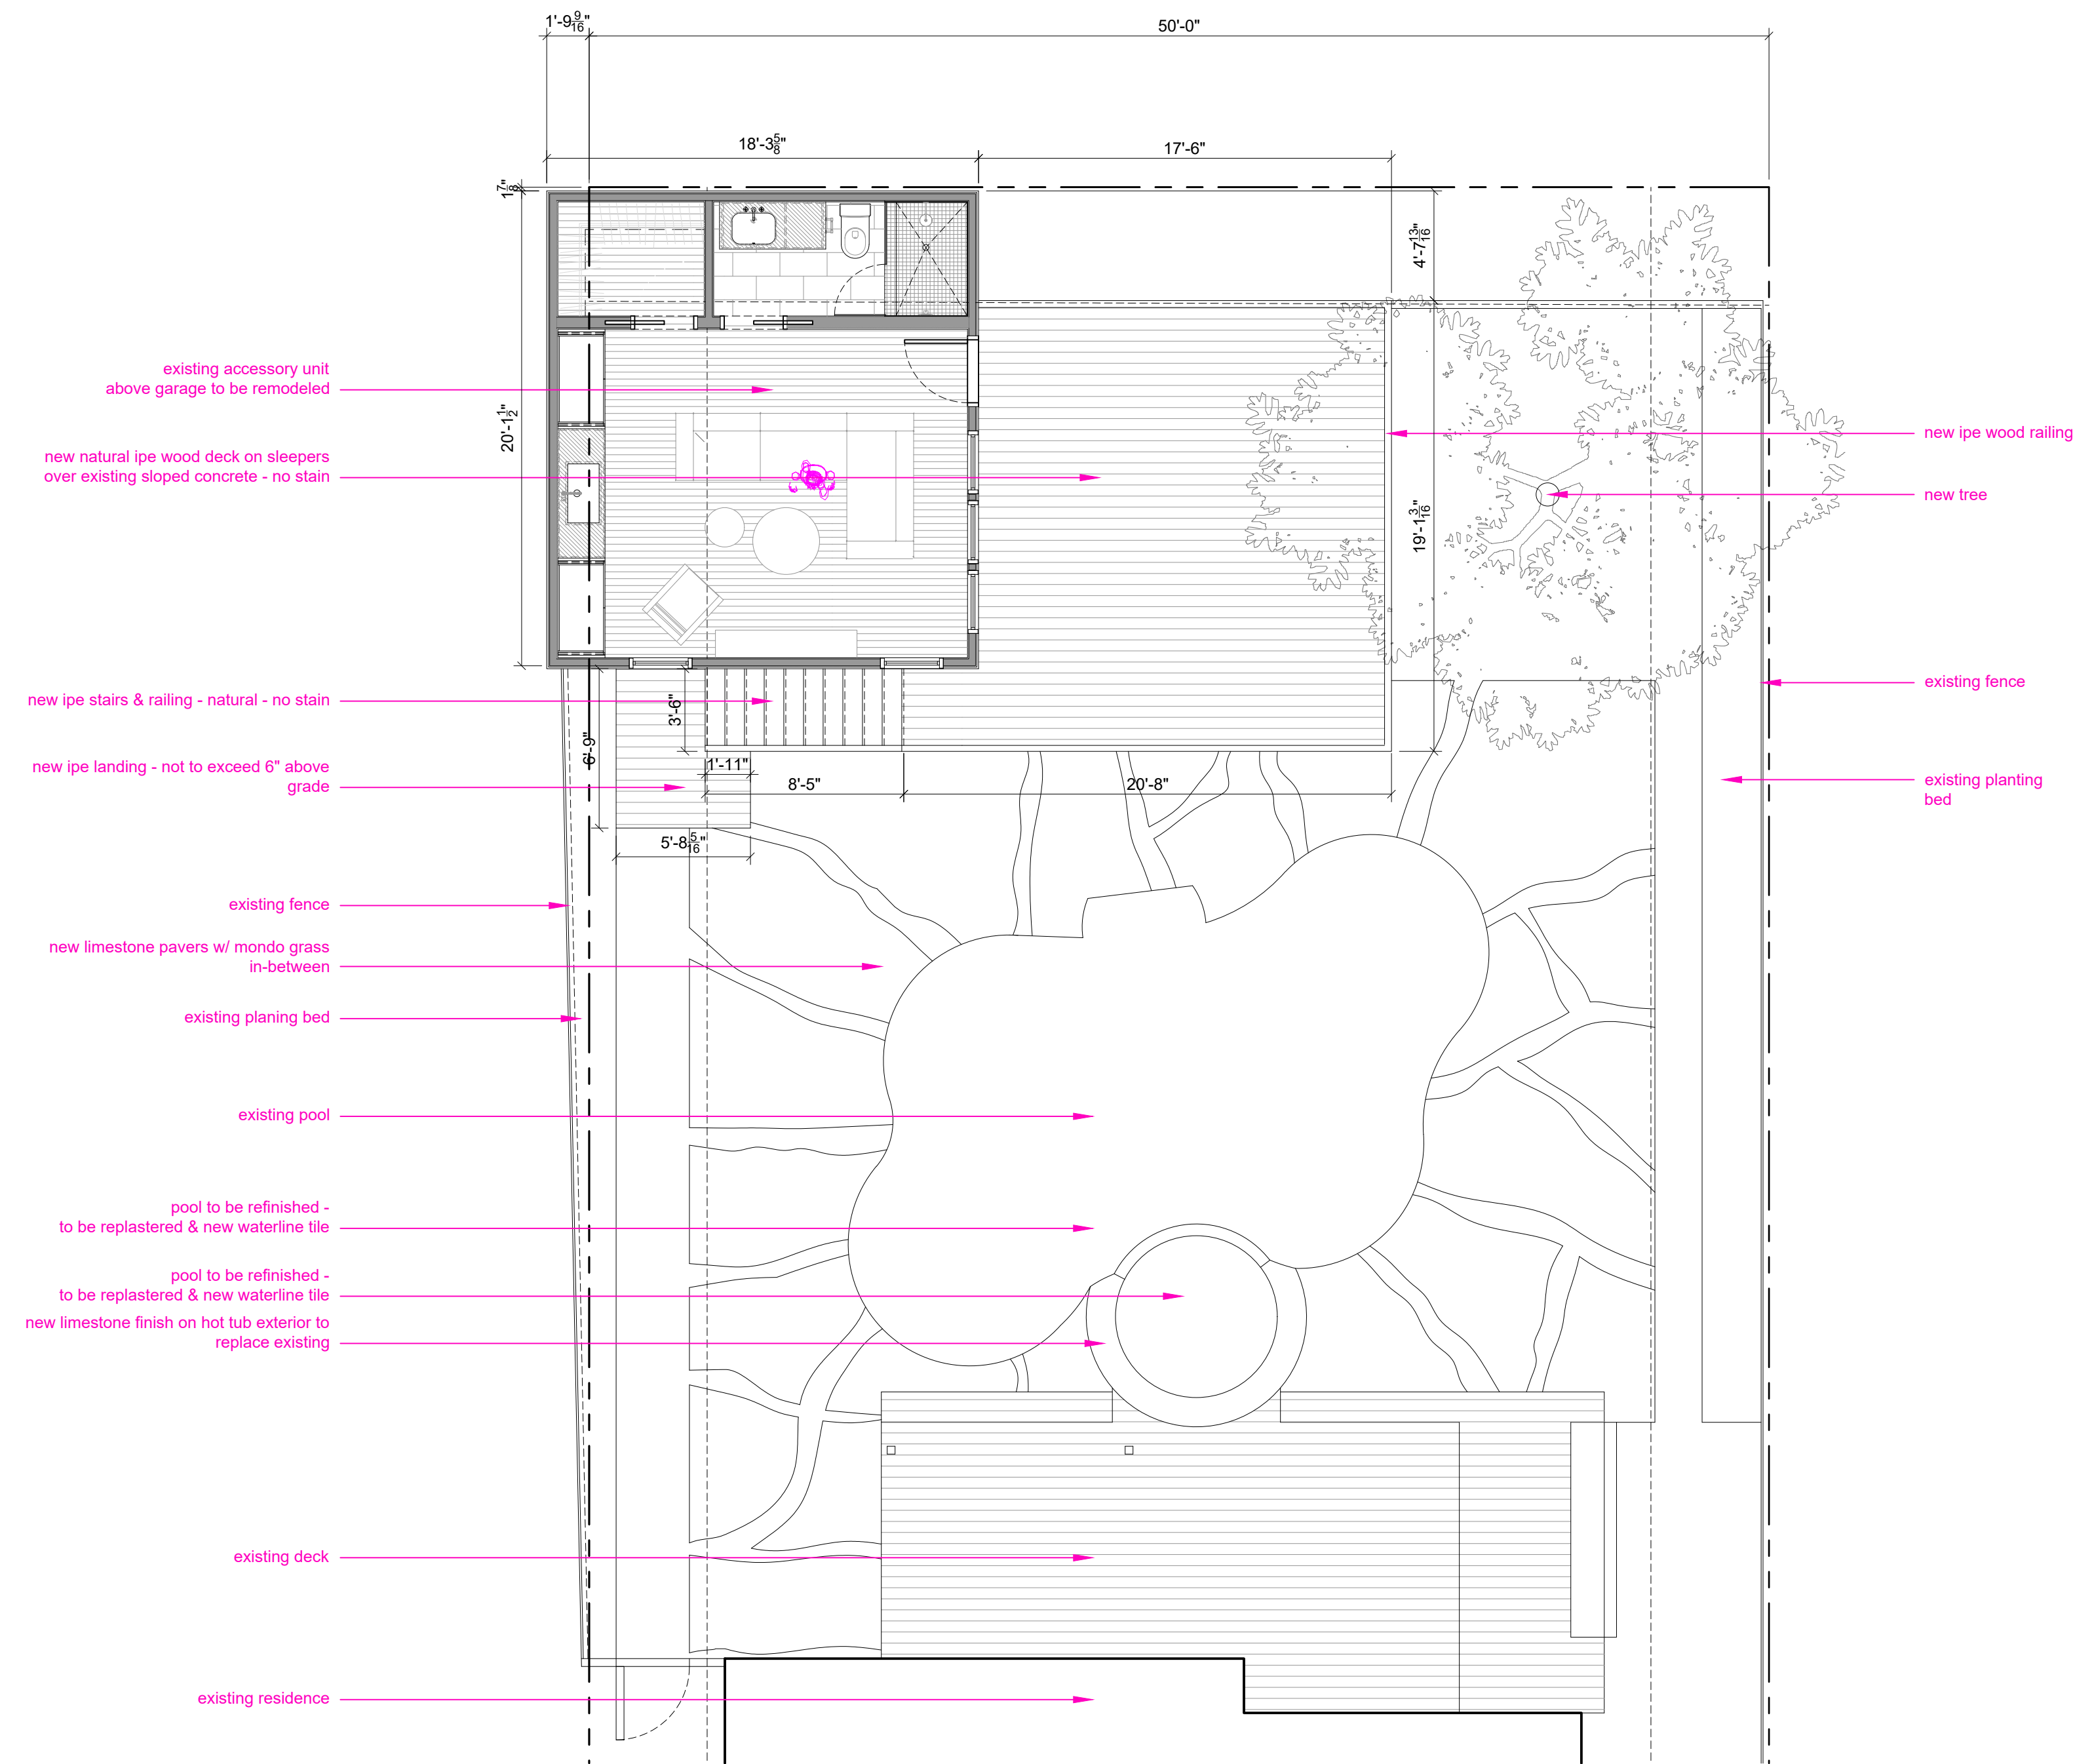 1'-9 9/16"
50'-0"
18'-3 5/8"
17'-6"
1 7/8"
4'-7 13/16"
20'-1 1/2"
19'-1 3/16"
existing accessory unit
above garage to be remodeled
new natural ipe wood deck on sleepers
over existing sloped concrete - no stain
new ipe wood railing
new tree
new ipe stairs & railing - natural - no stain
existing fence
3'-6"
6'-9"
new ipe landing - not to exceed 6" above
grade
1'-11"
8'-5"
20'-8"
existing planting
bed
5'-8 5/16"
existing fence
new limestone pavers w/ mondo grass
in-between
existing planing bed
existing pool
pool to be refinished -
to be replastered & new waterline tile
pool to be refinished -
to be replastered & new waterline tile
new limestone finish on hot tub exterior to
replace existing
existing deck
existing residence